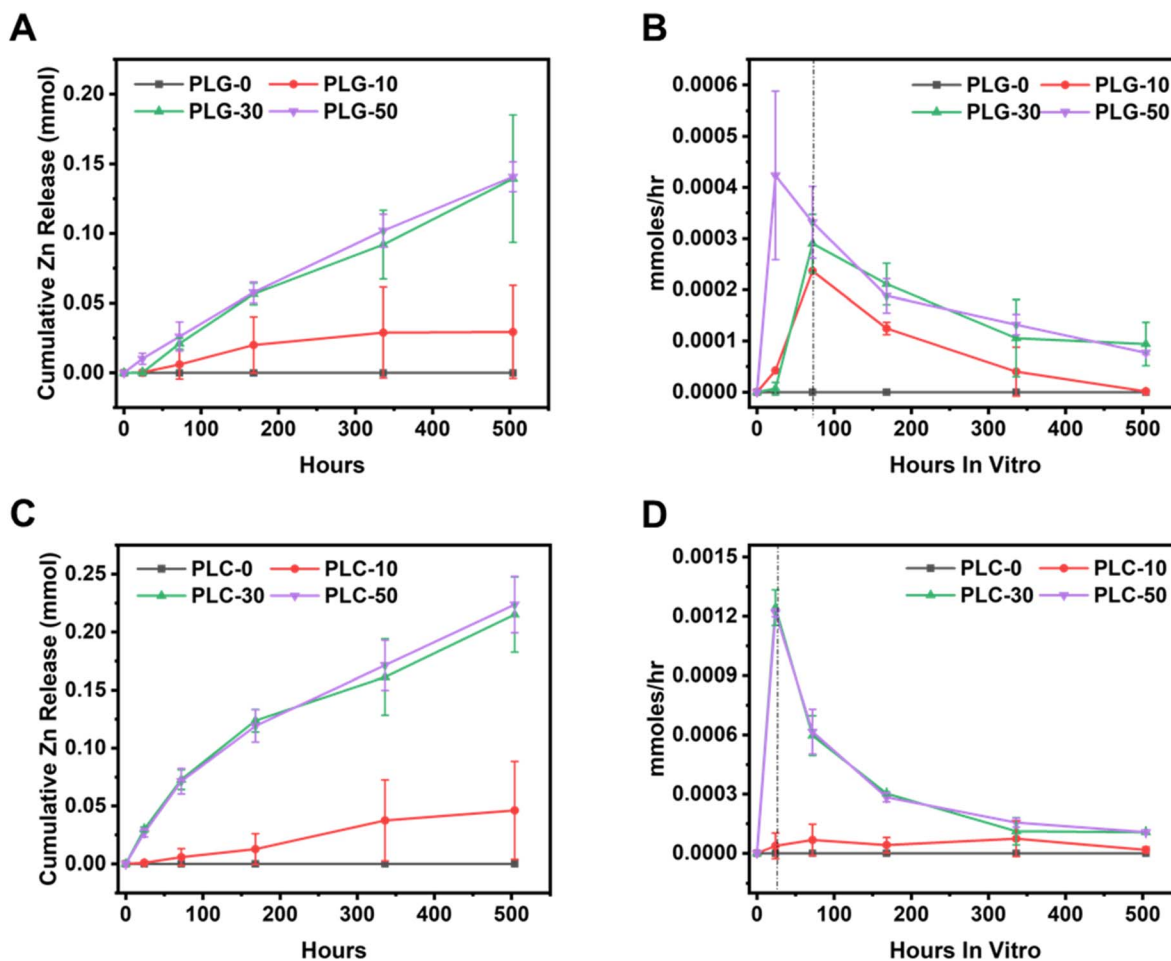 A
Cumulative Zn Release (mmol)
PLG-0 PLG-10
PLG-30 PLG-50
0.20
0.15
0.10
0.05
0.00
0 100 200 300 400 500
Hours
B
mmoles/hr
PLG-0 PLG-10
PLG-30 PLG-50
0.0006
0.0005
0.0004
0.0003
0.0002
0.0001
0.0000
0 100 200 300 400 500
Hours In Vitro
C
Cumulative Zn Release (mmol)
PLC-0 PLC-10
PLC-30 PLC-50
0.25
0.20
0.15
0.10
0.05
0.00
0 100 200 300 400 500
Hours
D
mmoles/hr
PLC-0 PLC-10
PLC-30 PLC-50
0.0015
0.0012
0.0009
0.0006
0.0003
0.0000
0 100 200 300 400 500
Hours In Vitro